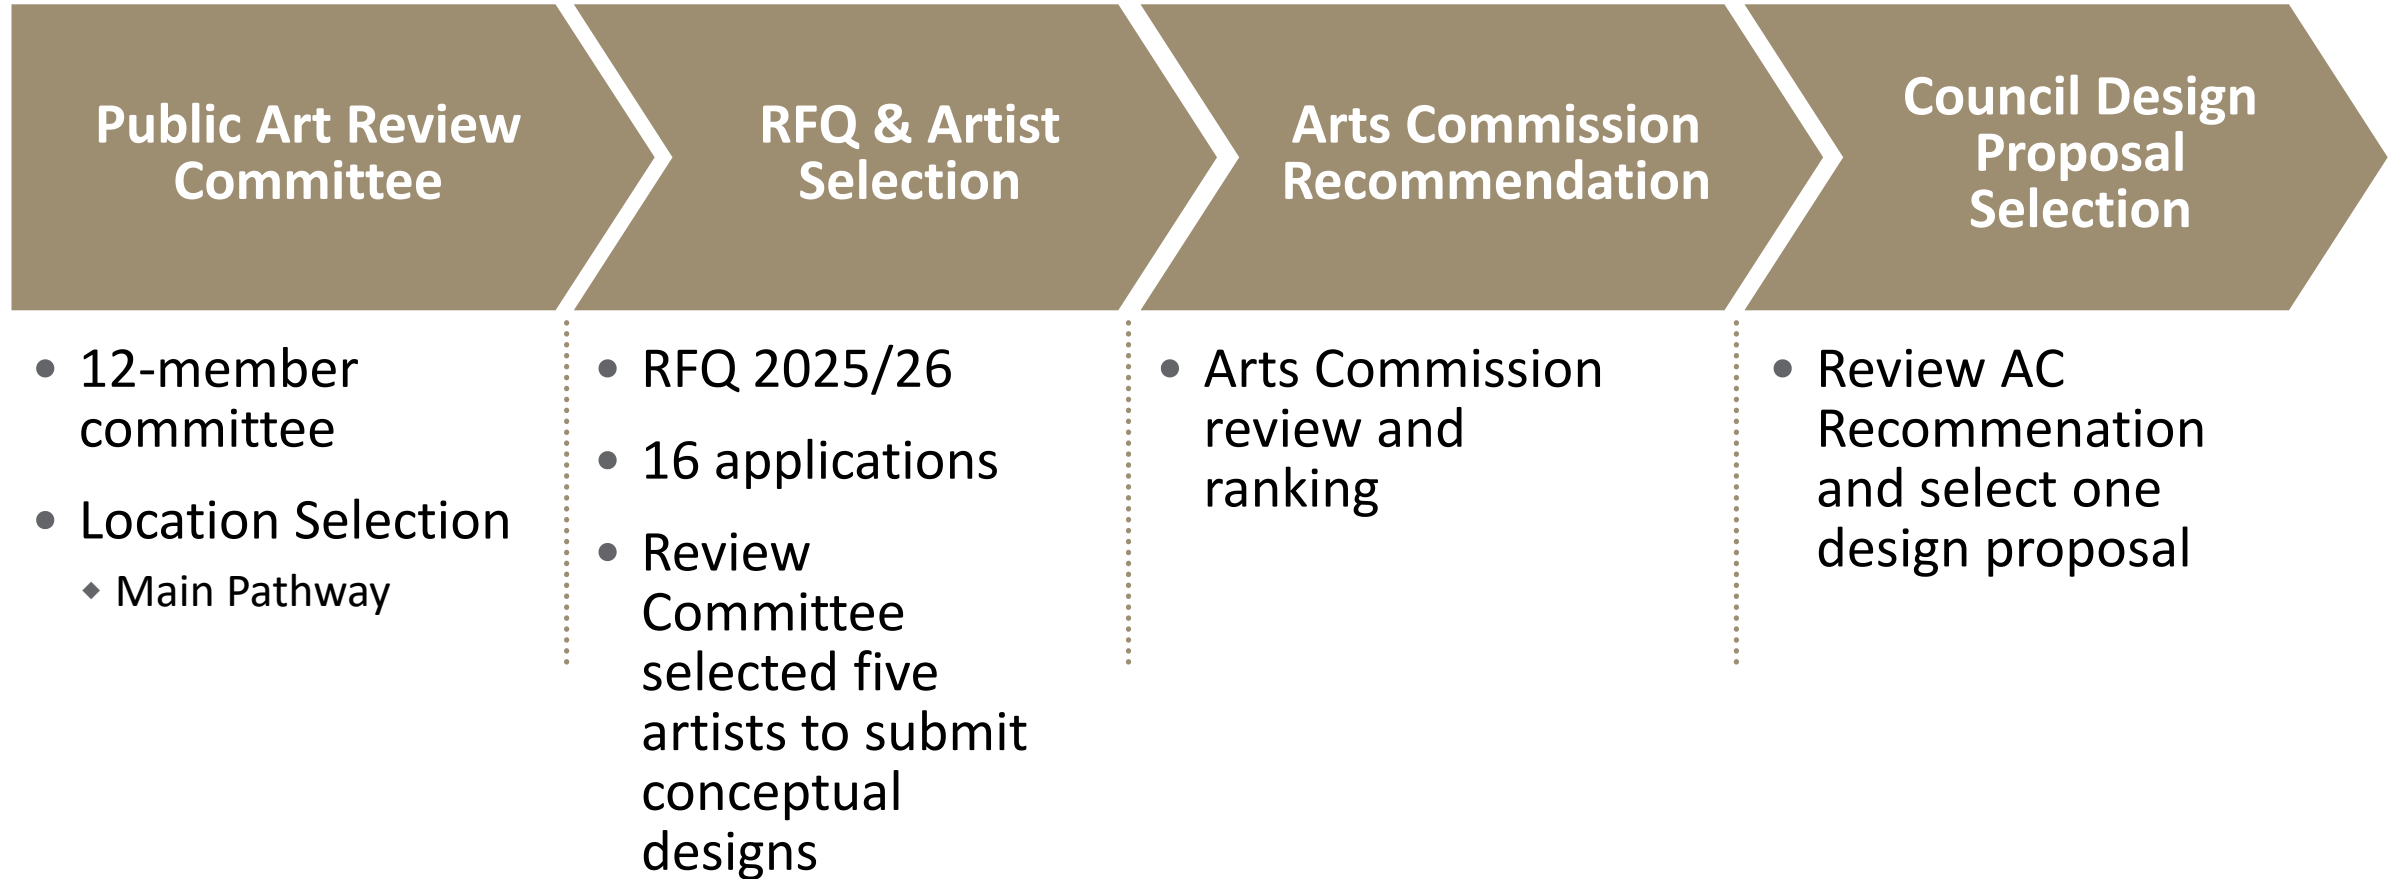 Public Art Review
Committee
RFQ & Artist
Selection
Arts Commission
Recommendation
Council Design
Proposal
Selection
• 12-member
committee
• Location Selection
◆ Main Pathway
• RFQ 2025/26
• 16 applications
• Review
Committee
selected five
artists to submit
conceptual
designs
• Arts Commission
review and
ranking
• Review AC
Recommenation
and select one
design proposal